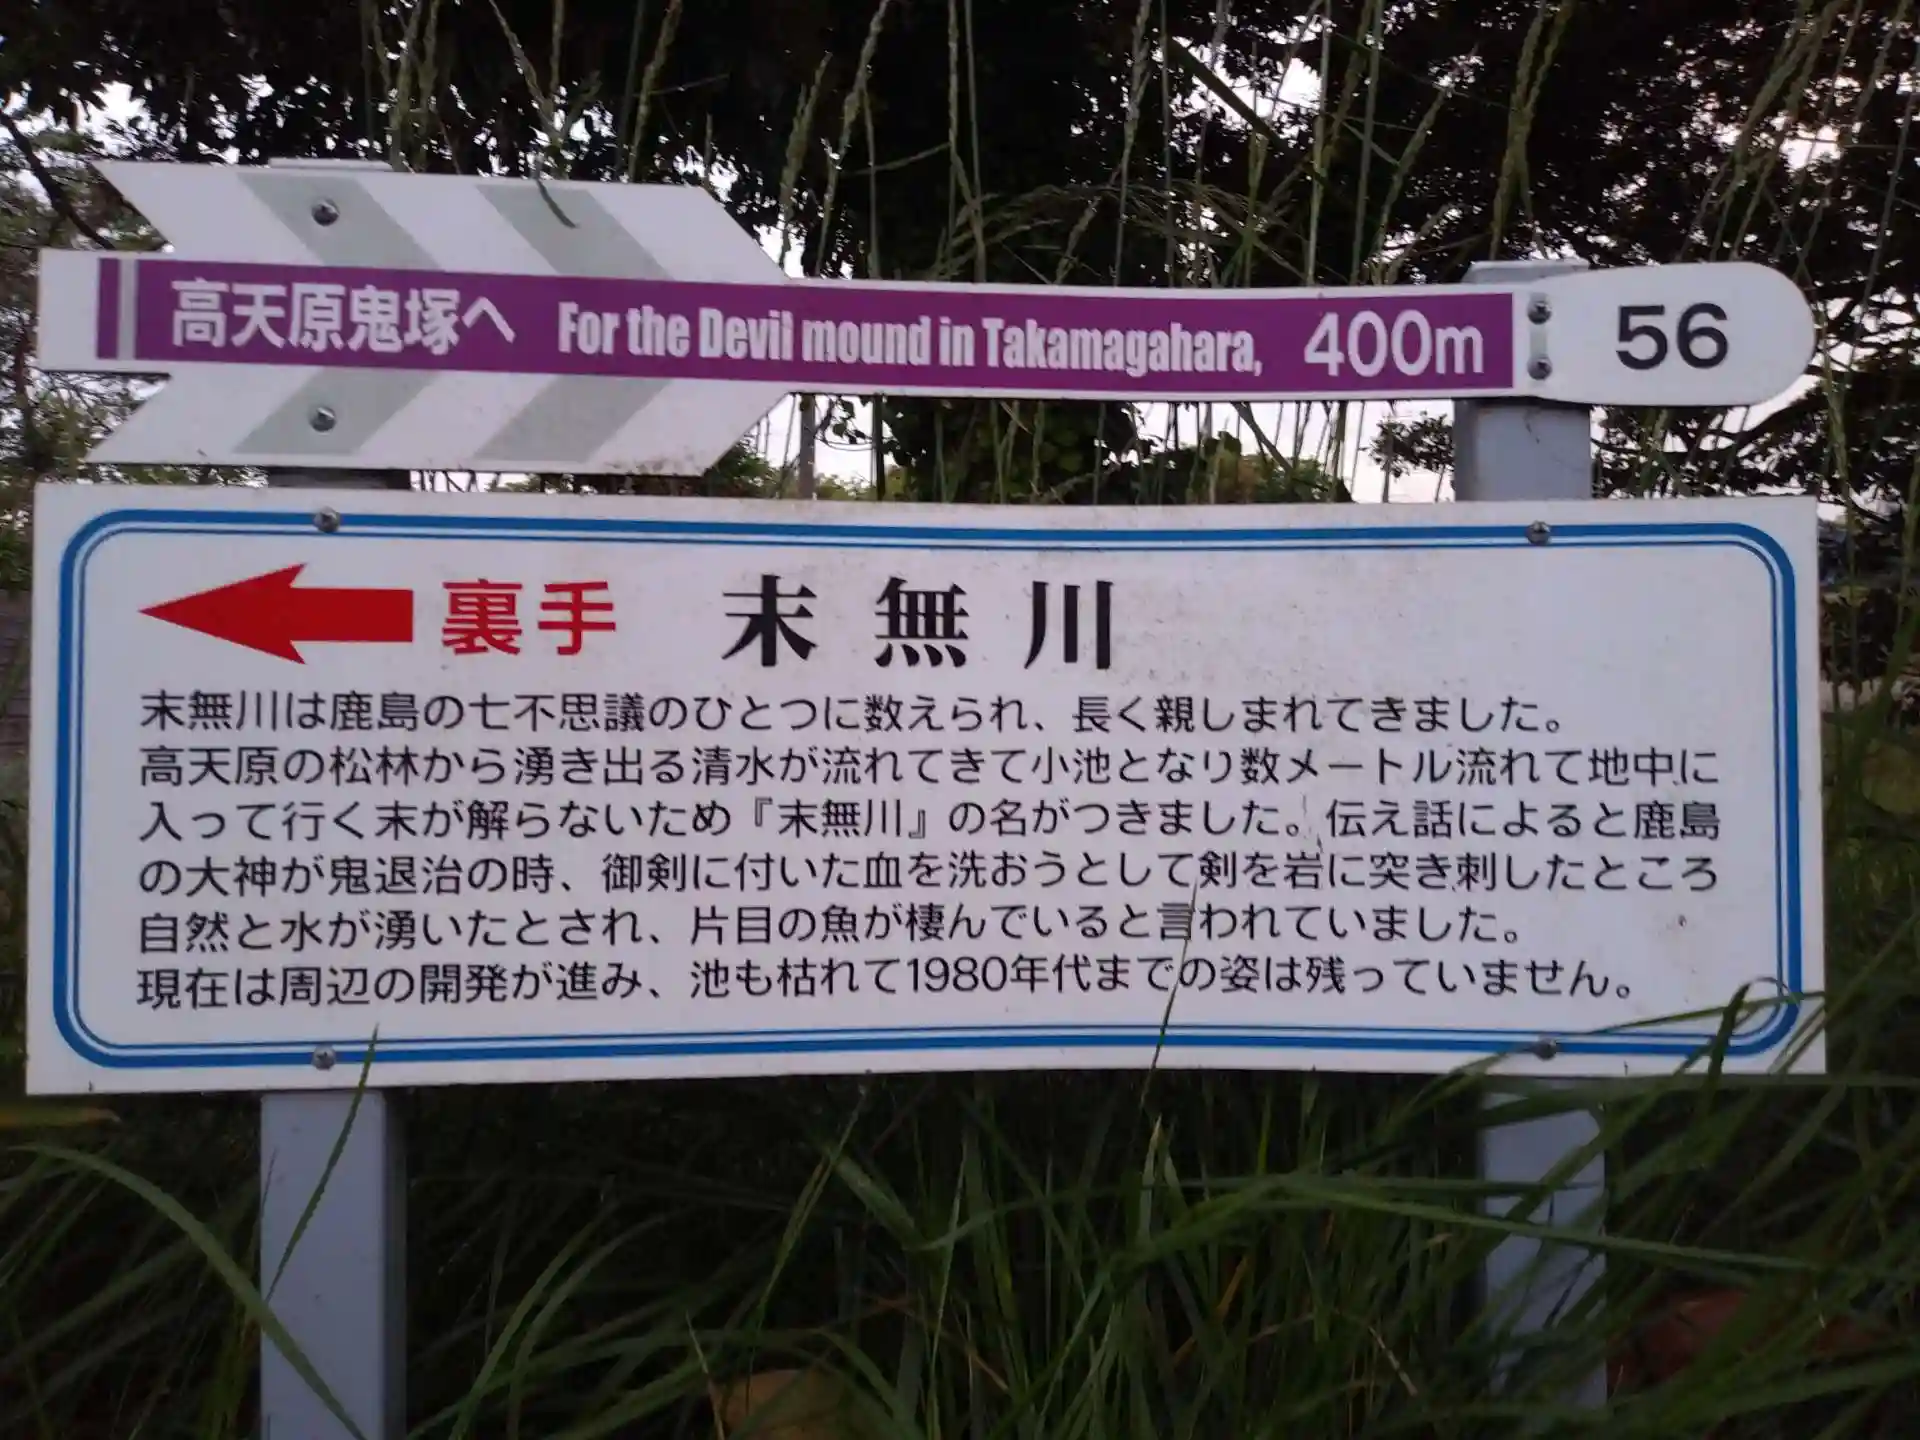 高天原鬼塚へ For the Devil mound in Takamagahara, 400m 56
裏手 末無川
末無川は鹿島の七不思議のひとつに数えられ、長く親しまれてきました。
高天原の松林から湧き出る清水が流れてきて小池となり数メートル流れて地中に
入って行く末が解らないため『末無川』の名がつきました。伝え話によると鹿島
の大神が鬼退治の時、御剣に付いた血を洗おうとして剣を岩に突き刺したところ
自然と水が湧いたとされ、片目の魚が棲んでいると言われていました。
現在は周辺の開発が進み、池も枯れて1980年代までの姿は残っていません。